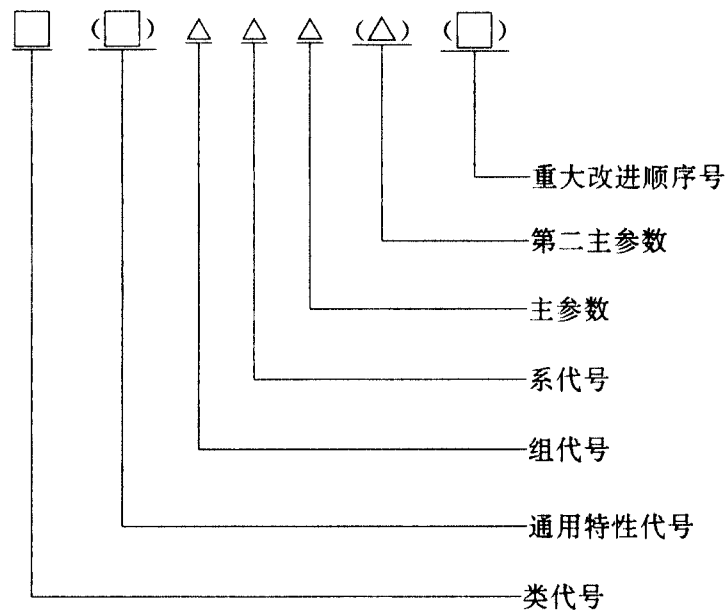 □ (□) △ △ △ (△) (□)
重大改进顺序号
第二主参数
主参数
系代号
组代号
通用特性代号
类代号